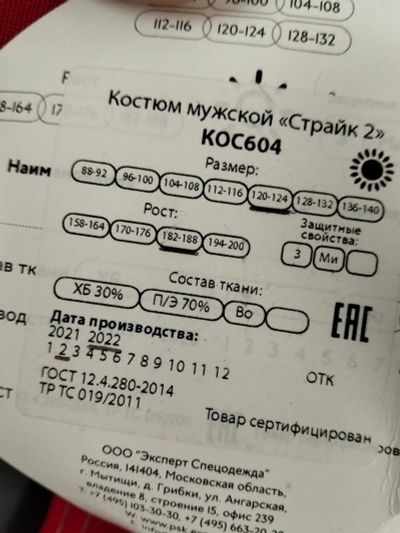 104-108
112-116 120-124 128-132
Костюм мужской «Страйк 2»
КОС604
Размер:
88-92 96-100 104-108 112-116 120-124 128-132 136-140
Наим
Рост:
158-164 170-176 182-188 194-200
Защитные
свойства:
З Ми
Состав ткани:
ХБ 30% П/Э 70% Во
ЕАС
Дата производства:
2021 2022
1 2 3 4 5 6 7 8 9 10 11 12
ОТК
ГОСТ 12.4.280-2014
ТР ТС 019/2011
Товар сертифицирован
ООО "Эксперт Спецодежда"
Россия, 141404, Московская область,
г. Мытищи, д. Грибки, ул. Ангарская,
владение 8, строение 15, офис 239